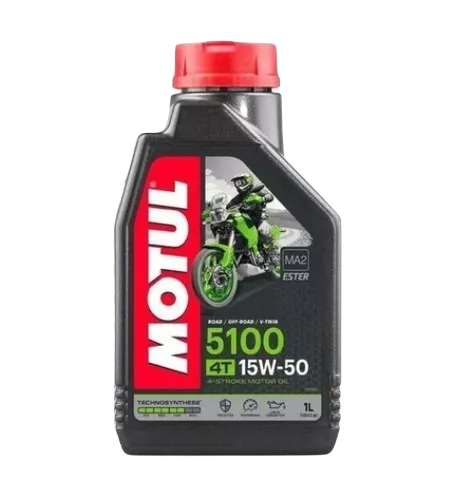 MOTUL
MA2
ESTER
ROAD / OFF-ROAD / V-TWIN
5100
4T 15W-50
4-STROKE MOTOR OIL
TECHNOSYNTHESE
1L